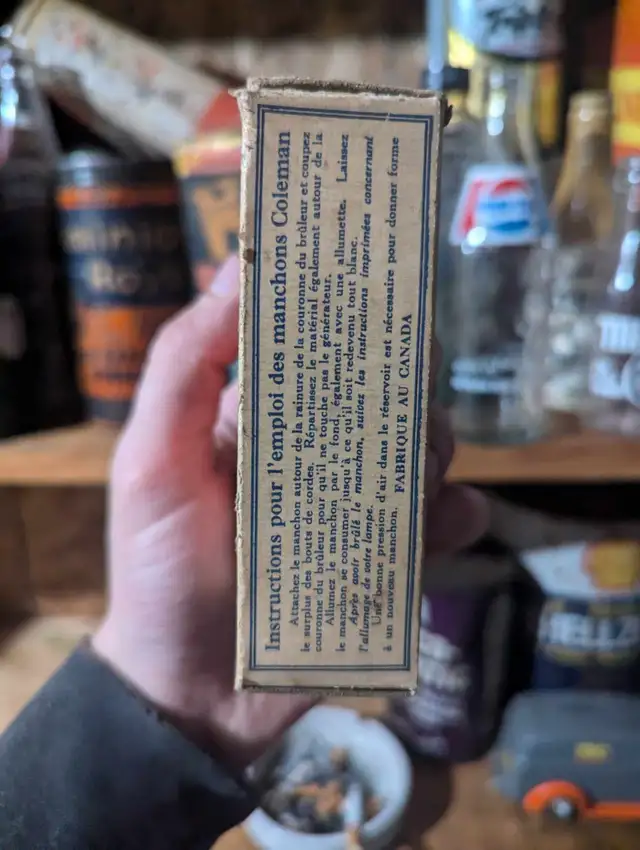 Instructions pour l'emploi des manchons Coleman
Attachez le manchon autour de la rainure de la couronne du brûleur et coupez
le surplus des bouts de cordes. Répartissez le matérial également autour de la
couronne du brûleur pour qu'il ne touche pas le générateur.
Allumez le manchon par le fond, également avec une allumette. Laissez
le manchon se consumer jusqu'à ce qu'il soit redevenu tout blanc.
Après avoir brûlé le manchon, suivez les instructions imprimées concernant
l'allumage de votre lampe.
Une bonne pression d'air dans le réservoir est nécessaire pour donner forme
à un nouveau manchon.
FABRIQUE AU CANADA
PEPSI